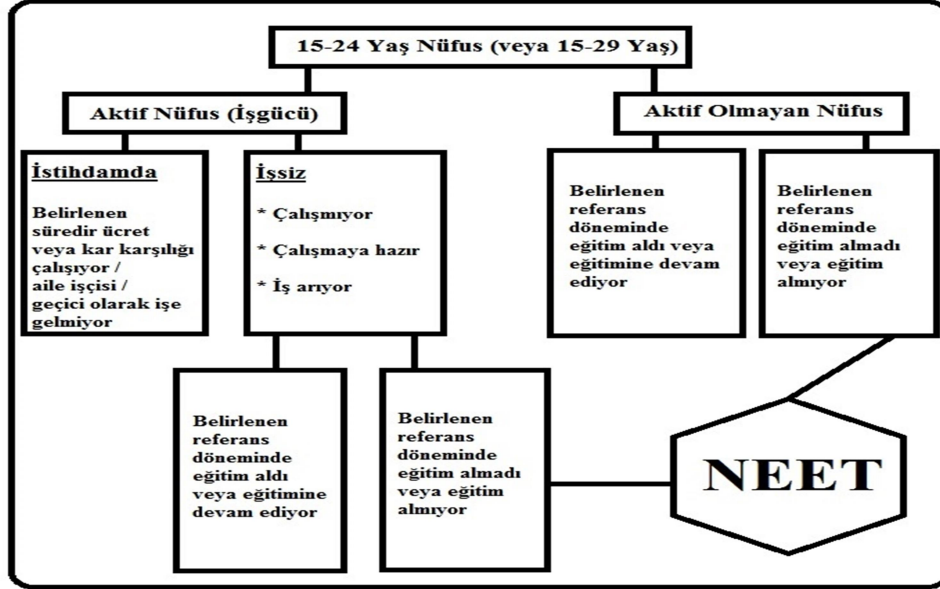 15-24 Yaş Nüfus (veya 15-29 Yaş)
Aktif Nüfus (İşgücü)
Aktif Olmayan Nüfus
İstihdamda
Belirlenen
süredir ücret
veya kar karşılığı
çalışıyor /
aile işçisi /
geçici olarak işe
gelmiyor
İşsiz
* Çalışmıyor
* Çalışmaya hazır
* İş arıyor
Belirlenen
referans
döneminde
eğitim aldı veya
eğitimine devam
ediyor
Belirlenen
referans
döneminde
eğitim almadı
veya eğitim
almıyor
Belirlenen
referans
döneminde
eğitim aldı
veya eğitimine
devam ediyor
Belirlenen
referans
döneminde
eğitim almadı
veya eğitim
almıyor
NEET